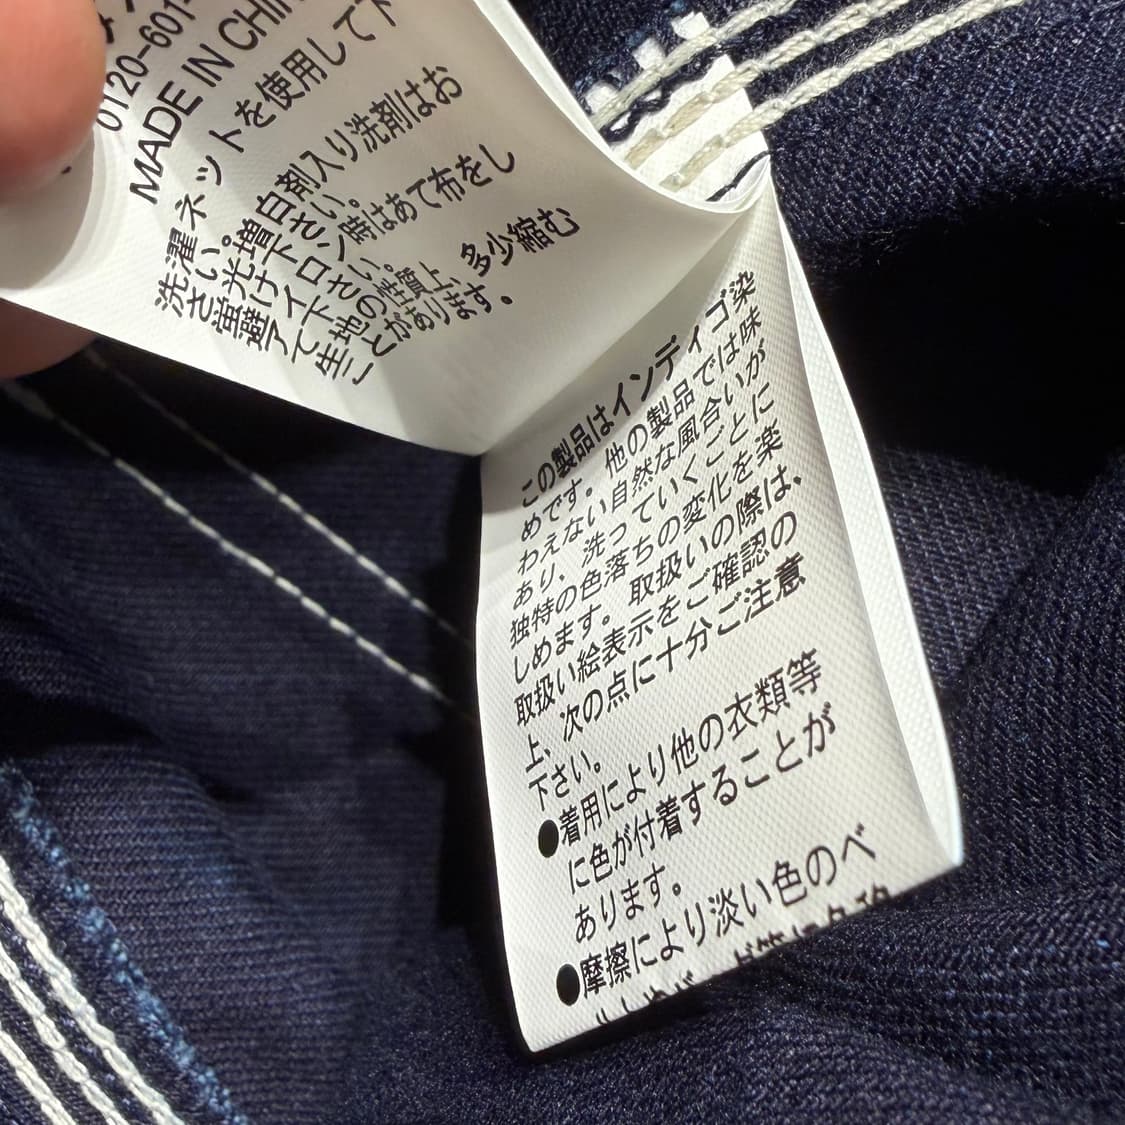 0120-601-
MADE IN CHIN
洗濯ネットを使用して下
さい。
蛍光増白剤入り洗剤はお
避け下さい。
アイロン時はあて布をし
て下さい。
生地の性質上、多少縮む
ことがあります。
この製品はインディゴ染
めです。他の製品では味
わえない自然な風合いが
あり、洗っていくごとに
独特の色落ちの変化を楽
しめます。取扱いの際は、
取扱い絵表示をご確認の
上、次の点に十分ご注意
下さい。
●着用により他の衣類等
に色が付着することが
あります。
●摩擦により淡い色のベ